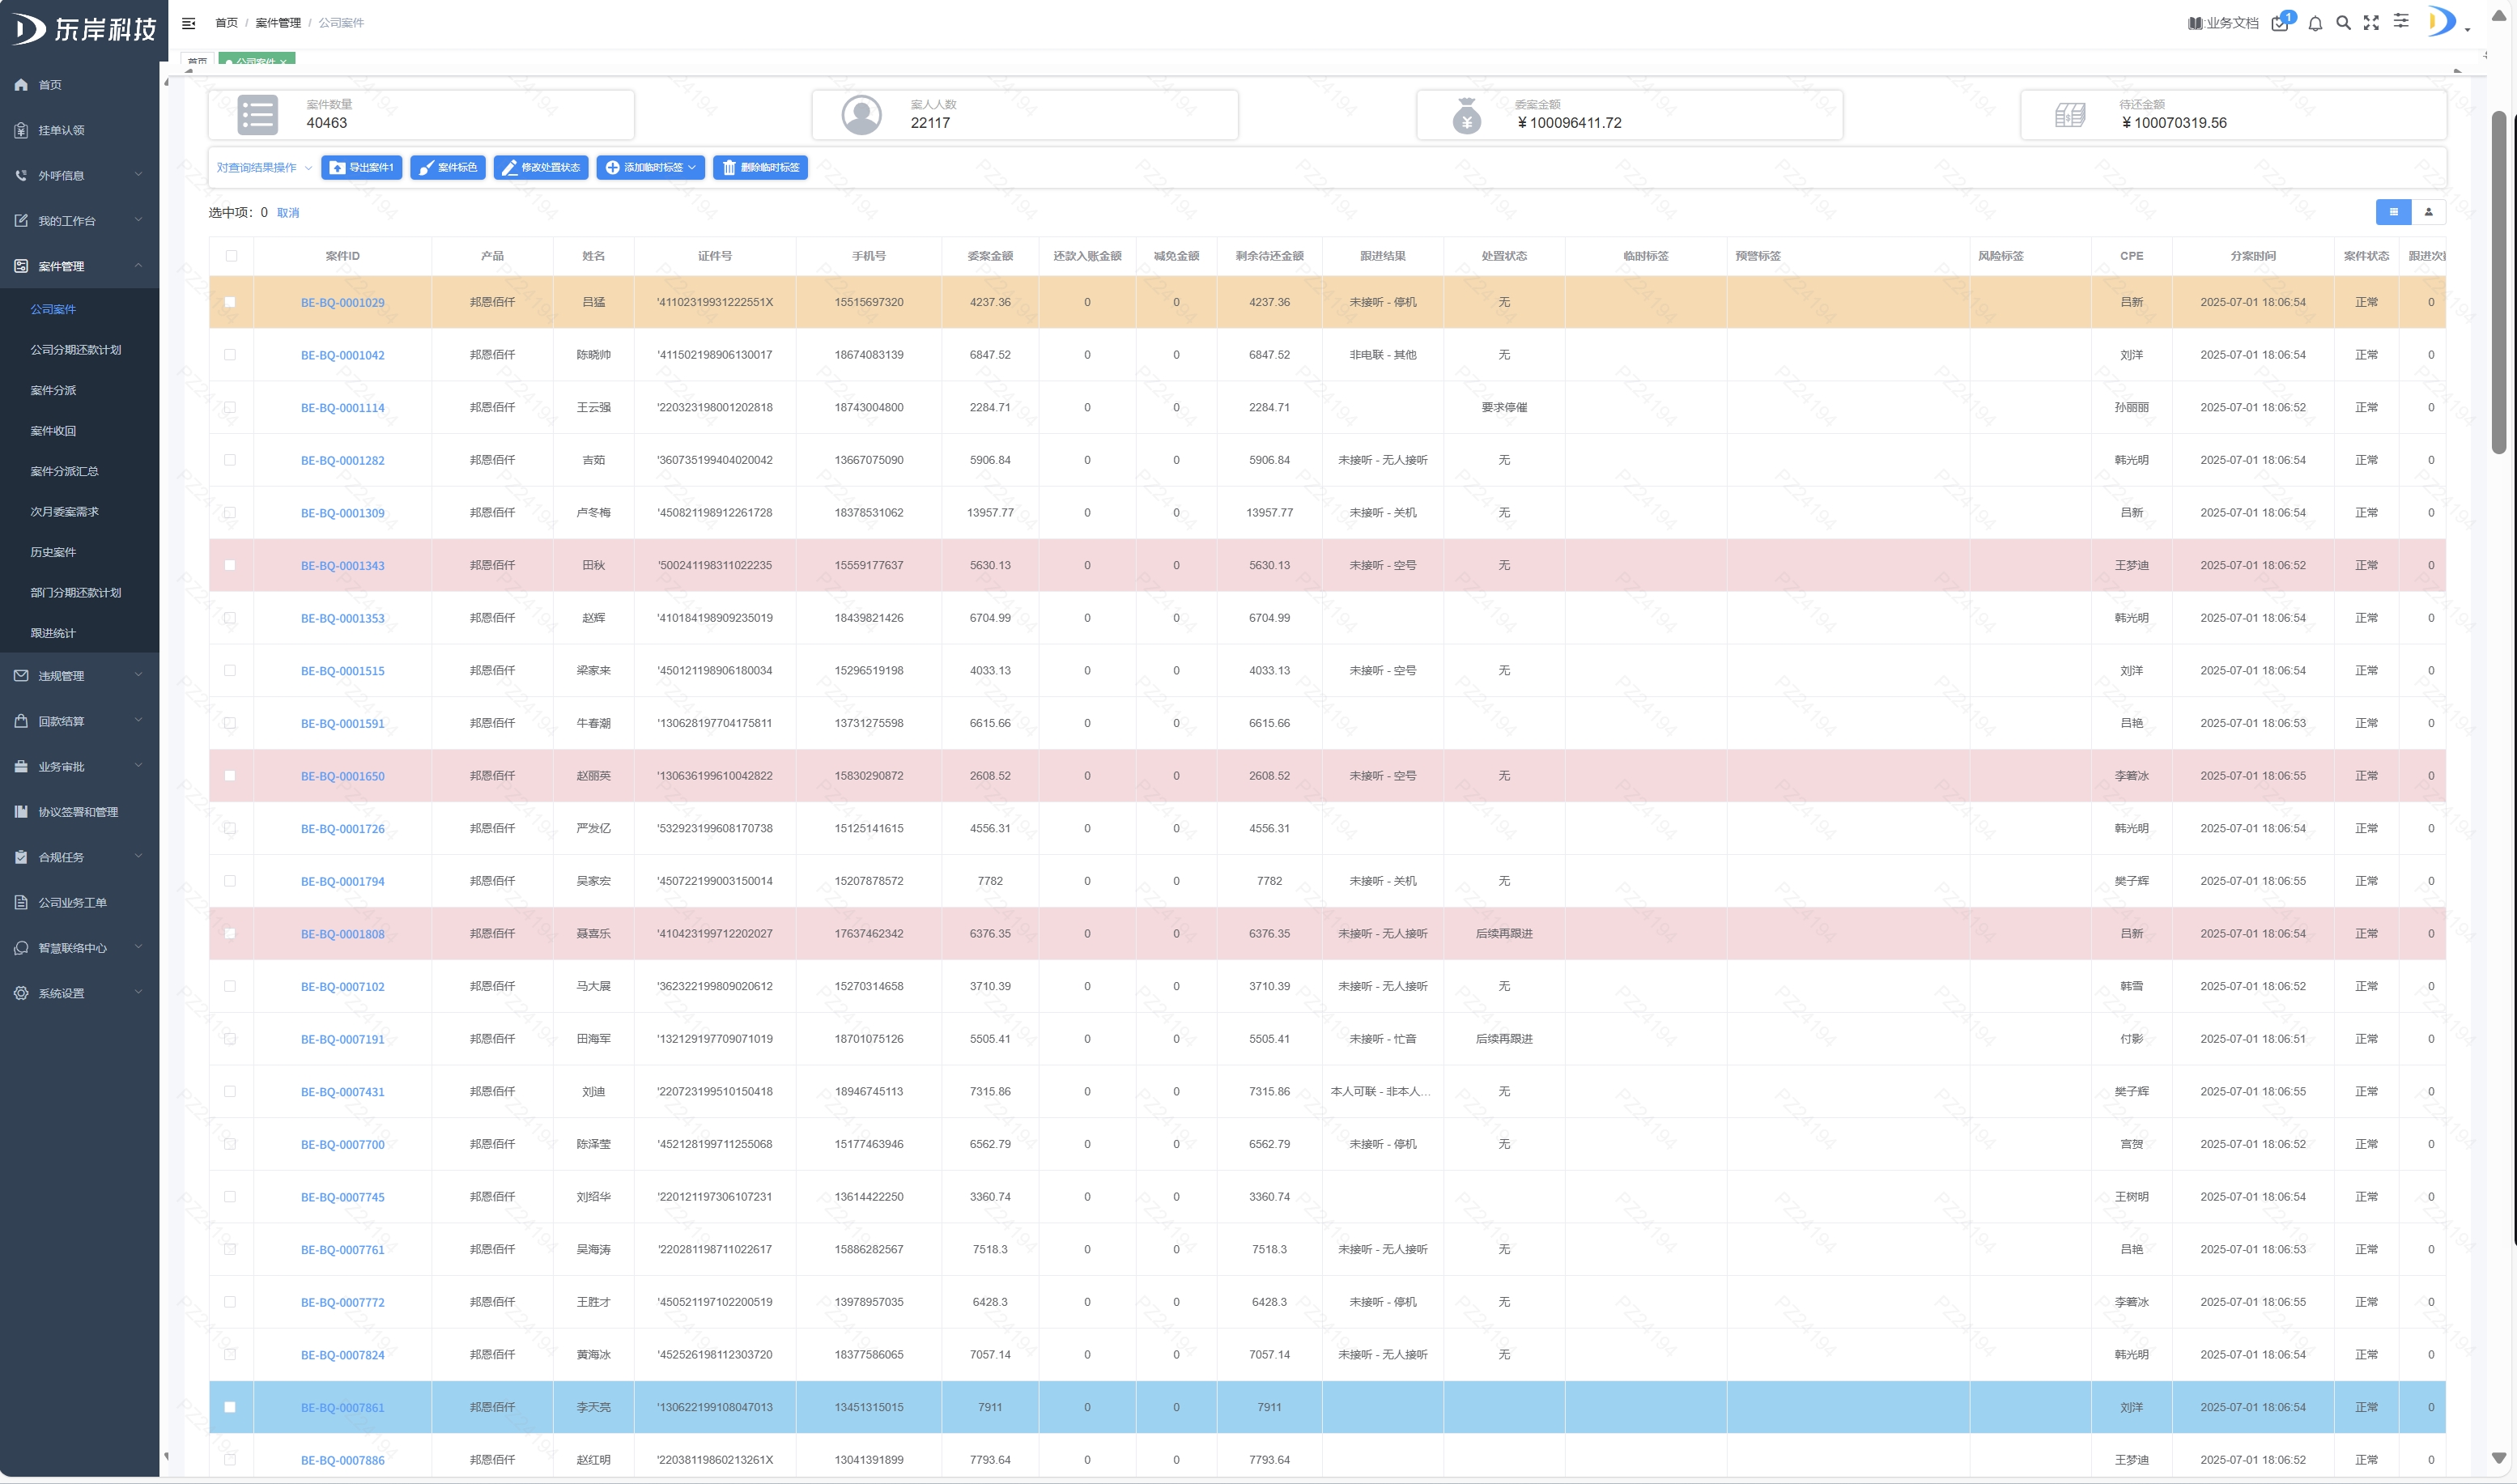 东岸科技
首页 / 案件管理 / 公司案件
业务文档 1
首页 公司案件 ×
首页
挂单认领
外呼信息
我的工作台
案件管理
公司案件
公司分期还款计划
案件分派
案件收回
案件分派汇总
次月委案需求
历史案件
部门分期还款计划
跟进统计
违规管理
回款结算
业务审批
协议签署和管理
合规任务
公司业务工单
智慧联络中心
系统设置
案件数量
40463
案人人数
22117
委案金额
¥ 100096411.72
待还金额
¥ 100070319.56
对查询结果操作 导出案件1 案件标色 修改处置状态 添加临时标签 删除临时标签
选中项：0 取消
案件ID 产品 姓名 证件号 手机号 委案金额 还款入账金额 减免金额 剩余待还金额 跟进结果 处置状态 临时标签 预警标签 风险标签 CPE 分案时间 案件状态 跟进次
BE-BQ-0001029 邦恩佰仟 吕猛 '41102319931222551X 15515697320 4237.36 0 0 4237.36 未接听 - 停机 无 吕新 2025-07-01 18:06:54 正常 0
BE-BQ-0001042 邦恩佰仟 陈晓帅 '411502198906130017 18674083139 6847.52 0 0 6847.52 非电联 - 其他 无 刘洋 2025-07-01 18:06:54 正常 0
BE-BQ-0001114 邦恩佰仟 王云强 '220323198001202818 18743004800 2284.71 0 0 2284.71 要求停催 孙丽丽 2025-07-01 18:06:52 正常 0
BE-BQ-0001282 邦恩佰仟 吉茹 '360735199404020042 13667075090 5906.84 0 0 5906.84 未接听 - 无人接听 无 韩光明 2025-07-01 18:06:54 正常 0
BE-BQ-0001309 邦恩佰仟 卢冬梅 '450821198912261728 18378531062 13957.77 0 0 13957.77 未接听 - 关机 无 吕新 2025-07-01 18:06:54 正常 0
BE-BQ-0001343 邦恩佰仟 田秋 '500241198311022235 15559177637 5630.13 0 0 5630.13 未接听 - 空号 无 王梦迪 2025-07-01 18:06:52 正常 0
BE-BQ-0001353 邦恩佰仟 赵辉 '410184198909235019 18439821426 6704.99 0 0 6704.99 韩光明 2025-07-01 18:06:54 正常 0
BE-BQ-0001515 邦恩佰仟 梁家来 '450121198906180034 15296519198 4033.13 0 0 4033.13 未接听 - 空号 无 刘洋 2025-07-01 18:06:54 正常 0
BE-BQ-0001591 邦恩佰仟 牛春潮 '130628197704175811 13731275598 6615.66 0 0 6615.66 吕艳 2025-07-01 18:06:53 正常 0
BE-BQ-0001650 邦恩佰仟 赵丽英 '130636199610042822 15830290872 2608.52 0 0 2608.52 未接听 - 空号 无 李箬冰 2025-07-01 18:06:55 正常 0
BE-BQ-0001726 邦恩佰仟 严发亿 '532923199608170738 15125141615 4556.31 0 0 4556.31 韩光明 2025-07-01 18:06:54 正常 0
BE-BQ-0001794 邦恩佰仟 吴家宏 '450722199003150014 15207878572 7782 0 0 7782 未接听 - 关机 无 樊子辉 2025-07-01 18:06:55 正常 0
BE-BQ-0001808 邦恩佰仟 聂喜乐 '410423199712202027 17637462342 6376.35 0 0 6376.35 未接听 - 无人接听 后续再跟进 吕新 2025-07-01 18:06:54 正常 0
BE-BQ-0007102 邦恩佰仟 马大展 '362322199809020612 15270314658 3710.39 0 0 3710.39 未接听 - 无人接听 无 韩雪 2025-07-01 18:06:52 正常 0
BE-BQ-0007191 邦恩佰仟 田海军 '132129197709071019 18701075126 5505.41 0 0 5505.41 未接听 - 忙音 后续再跟进 付影 2025-07-01 18:06:51 正常 0
BE-BQ-0007431 邦恩佰仟 刘迪 '220723199510150418 18946745113 7315.86 0 0 7315.86 本人可联 - 非本人... 无 樊子辉 2025-07-01 18:06:55 正常 0
BE-BQ-0007700 邦恩佰仟 陈泽莹 '452128199711255068 15177463946 6562.79 0 0 6562.79 未接听 - 停机 无 宫贺 2025-07-01 18:06:52 正常 0
BE-BQ-0007745 邦恩佰仟 刘绍华 '220121197306107231 13614422250 3360.74 0 0 3360.74 王树明 2025-07-01 18:06:54 正常 0
BE-BQ-0007761 邦恩佰仟 吴海涛 '220281198711022617 15886282567 7518.3 0 0 7518.3 未接听 - 无人接听 无 吕艳 2025-07-01 18:06:53 正常 0
BE-BQ-0007772 邦恩佰仟 王胜才 '450521197102200519 13978957035 6428.3 0 0 6428.3 未接听 - 停机 无 李箬冰 2025-07-01 18:06:55 正常 0
BE-BQ-0007824 邦恩佰仟 黄海冰 '452526198112303720 18377586065 7057.14 0 0 7057.14 未接听 - 无人接听 无 韩光明 2025-07-01 18:06:54 正常 0
BE-BQ-0007861 邦恩佰仟 李天亮 '130622199108047013 13451315015 7911 0 0 7911 刘洋 2025-07-01 18:06:54 正常 0
BE-BQ-0007886 邦恩佰仟 赵红明 '22038119860213261X 13041391899 7793.64 0 0 7793.64 王梦迪 2025-07-01 18:06:52 正常 0
PZ24194